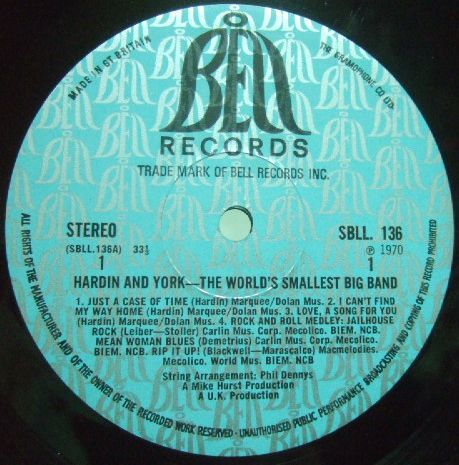 BELL
RECORDS
TRADE MARK OF BELL RECORDS INC.
MADE IN GT BRITAIN
THE GRAMOPHONE CO LTD.
STEREO
(SBLL.136A) 33⅓
1
SBLL. 136
℗ 1970
1
HARDIN AND YORK—THE WORLD'S SMALLEST BIG BAND
1. JUST A CASE OF TIME (Hardin) Marquee/Dolan Mus. 2. I CAN'T FIND
MY WAY HOME (Hardin) Marquee/Dolan Mus. 3. LOVE, A SONG FOR YOU
(Hardin) Marquee/Dolan Mus. 4. ROCK AND ROLL MEDLEY: JAILHOUSE
ROCK (Leiber—Stoller) Carlin Mus. Corp. Mecolico. BIEM. NCB.
MEAN WOMAN BLUES (Demetrius) Carlin Mus. Corp. Mecolico.
BIEM. NCB. RIP IT UP! (Blackwell—Marascalco) Macmelodies.
Mecolico. World Mus. BIEM. NCB.
String Arrangement: Phil Dennys
A Mike Hurst Production
A U.K. Production
ALL RIGHTS OF THE MANUFACTURER AND OF THE OWNER OF THE RECORDED WORK RESERVED - UNAUTHORISED PUBLIC PERFORMANCE BROADCASTING AND COPYING OF THIS RECORD PROHIBITED